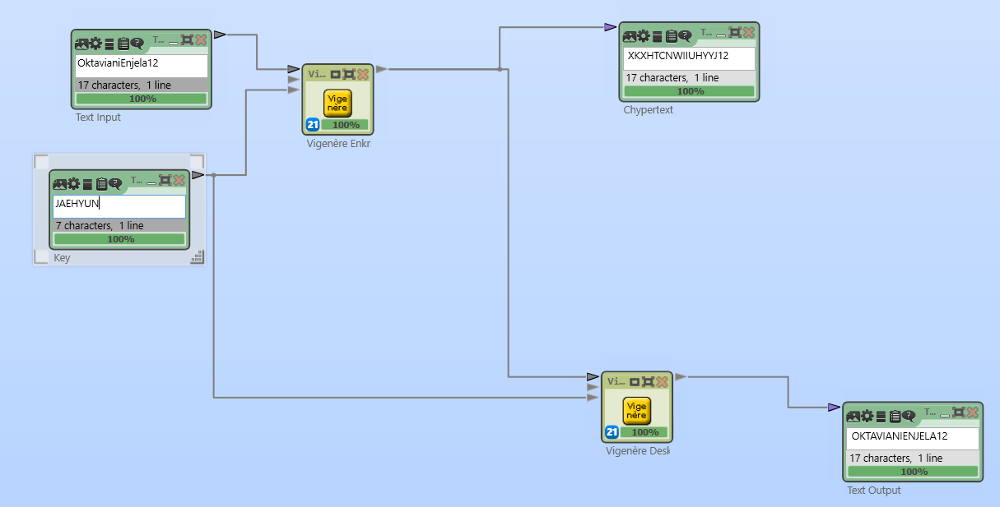 T...
OktavianiEnjela12
17 characters, 1 line
100%
Text Input
Vi...
Vige
nère
21
100%
Vigenère Enkr
T...
XKXHTCNWIIUHYYJ12
17 characters, 1 line
100%
Chypertext
T...
JAEHYUN
7 characters, 1 line
100%
Key
Vi...
Vige
nère
21
100%
Vigenère Desk
T...
OKTAVIANIENJELA12
17 characters, 1 line
100%
Text Output